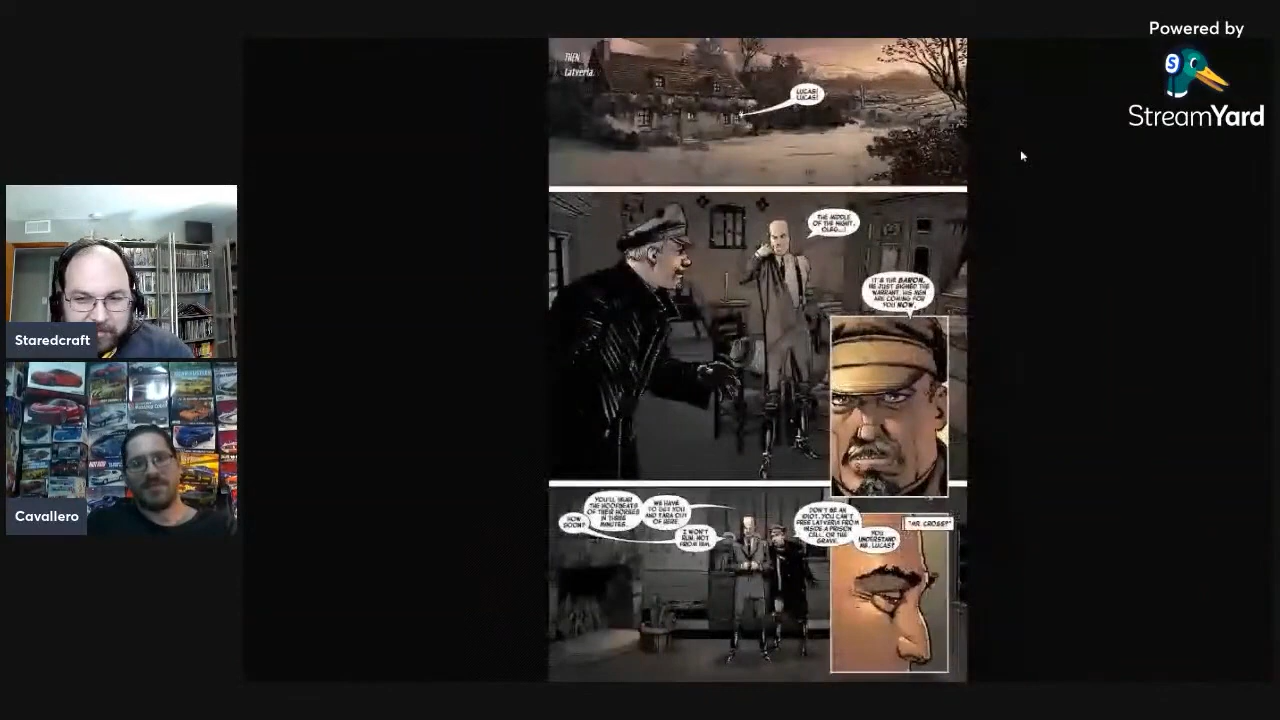 Powered by
S
StreamYard
THEN.
Latveria.
LUCAS!
LUCAS!
THE MIDDLE
OF THE NIGHT,
OLEG...!
IT'S THE BARON.
HE JUST SIGNED THE
WARRANT. HIS MEN
ARE COMING FOR
YOU NOW.
HOW
SOON?
YOU'LL HEAR
THE HOOFBEATS
OF THEIR HORSES
IN THREE
MINUTES.
WE HAVE
TO GET YOU
AND TARA OUT
OF HERE.
I WON'T
RUN. NOT
FROM HIM.
DON'T BE AN
IDIOT. YOU CAN'T
FREE LATVERIA FROM
INSIDE A PRISON
CELL. OR THE
GRAVE.
YOU
UNDERSTAND
ME, LUCAS?
"MR. CROSS?"
Staredcraft
Cavallero